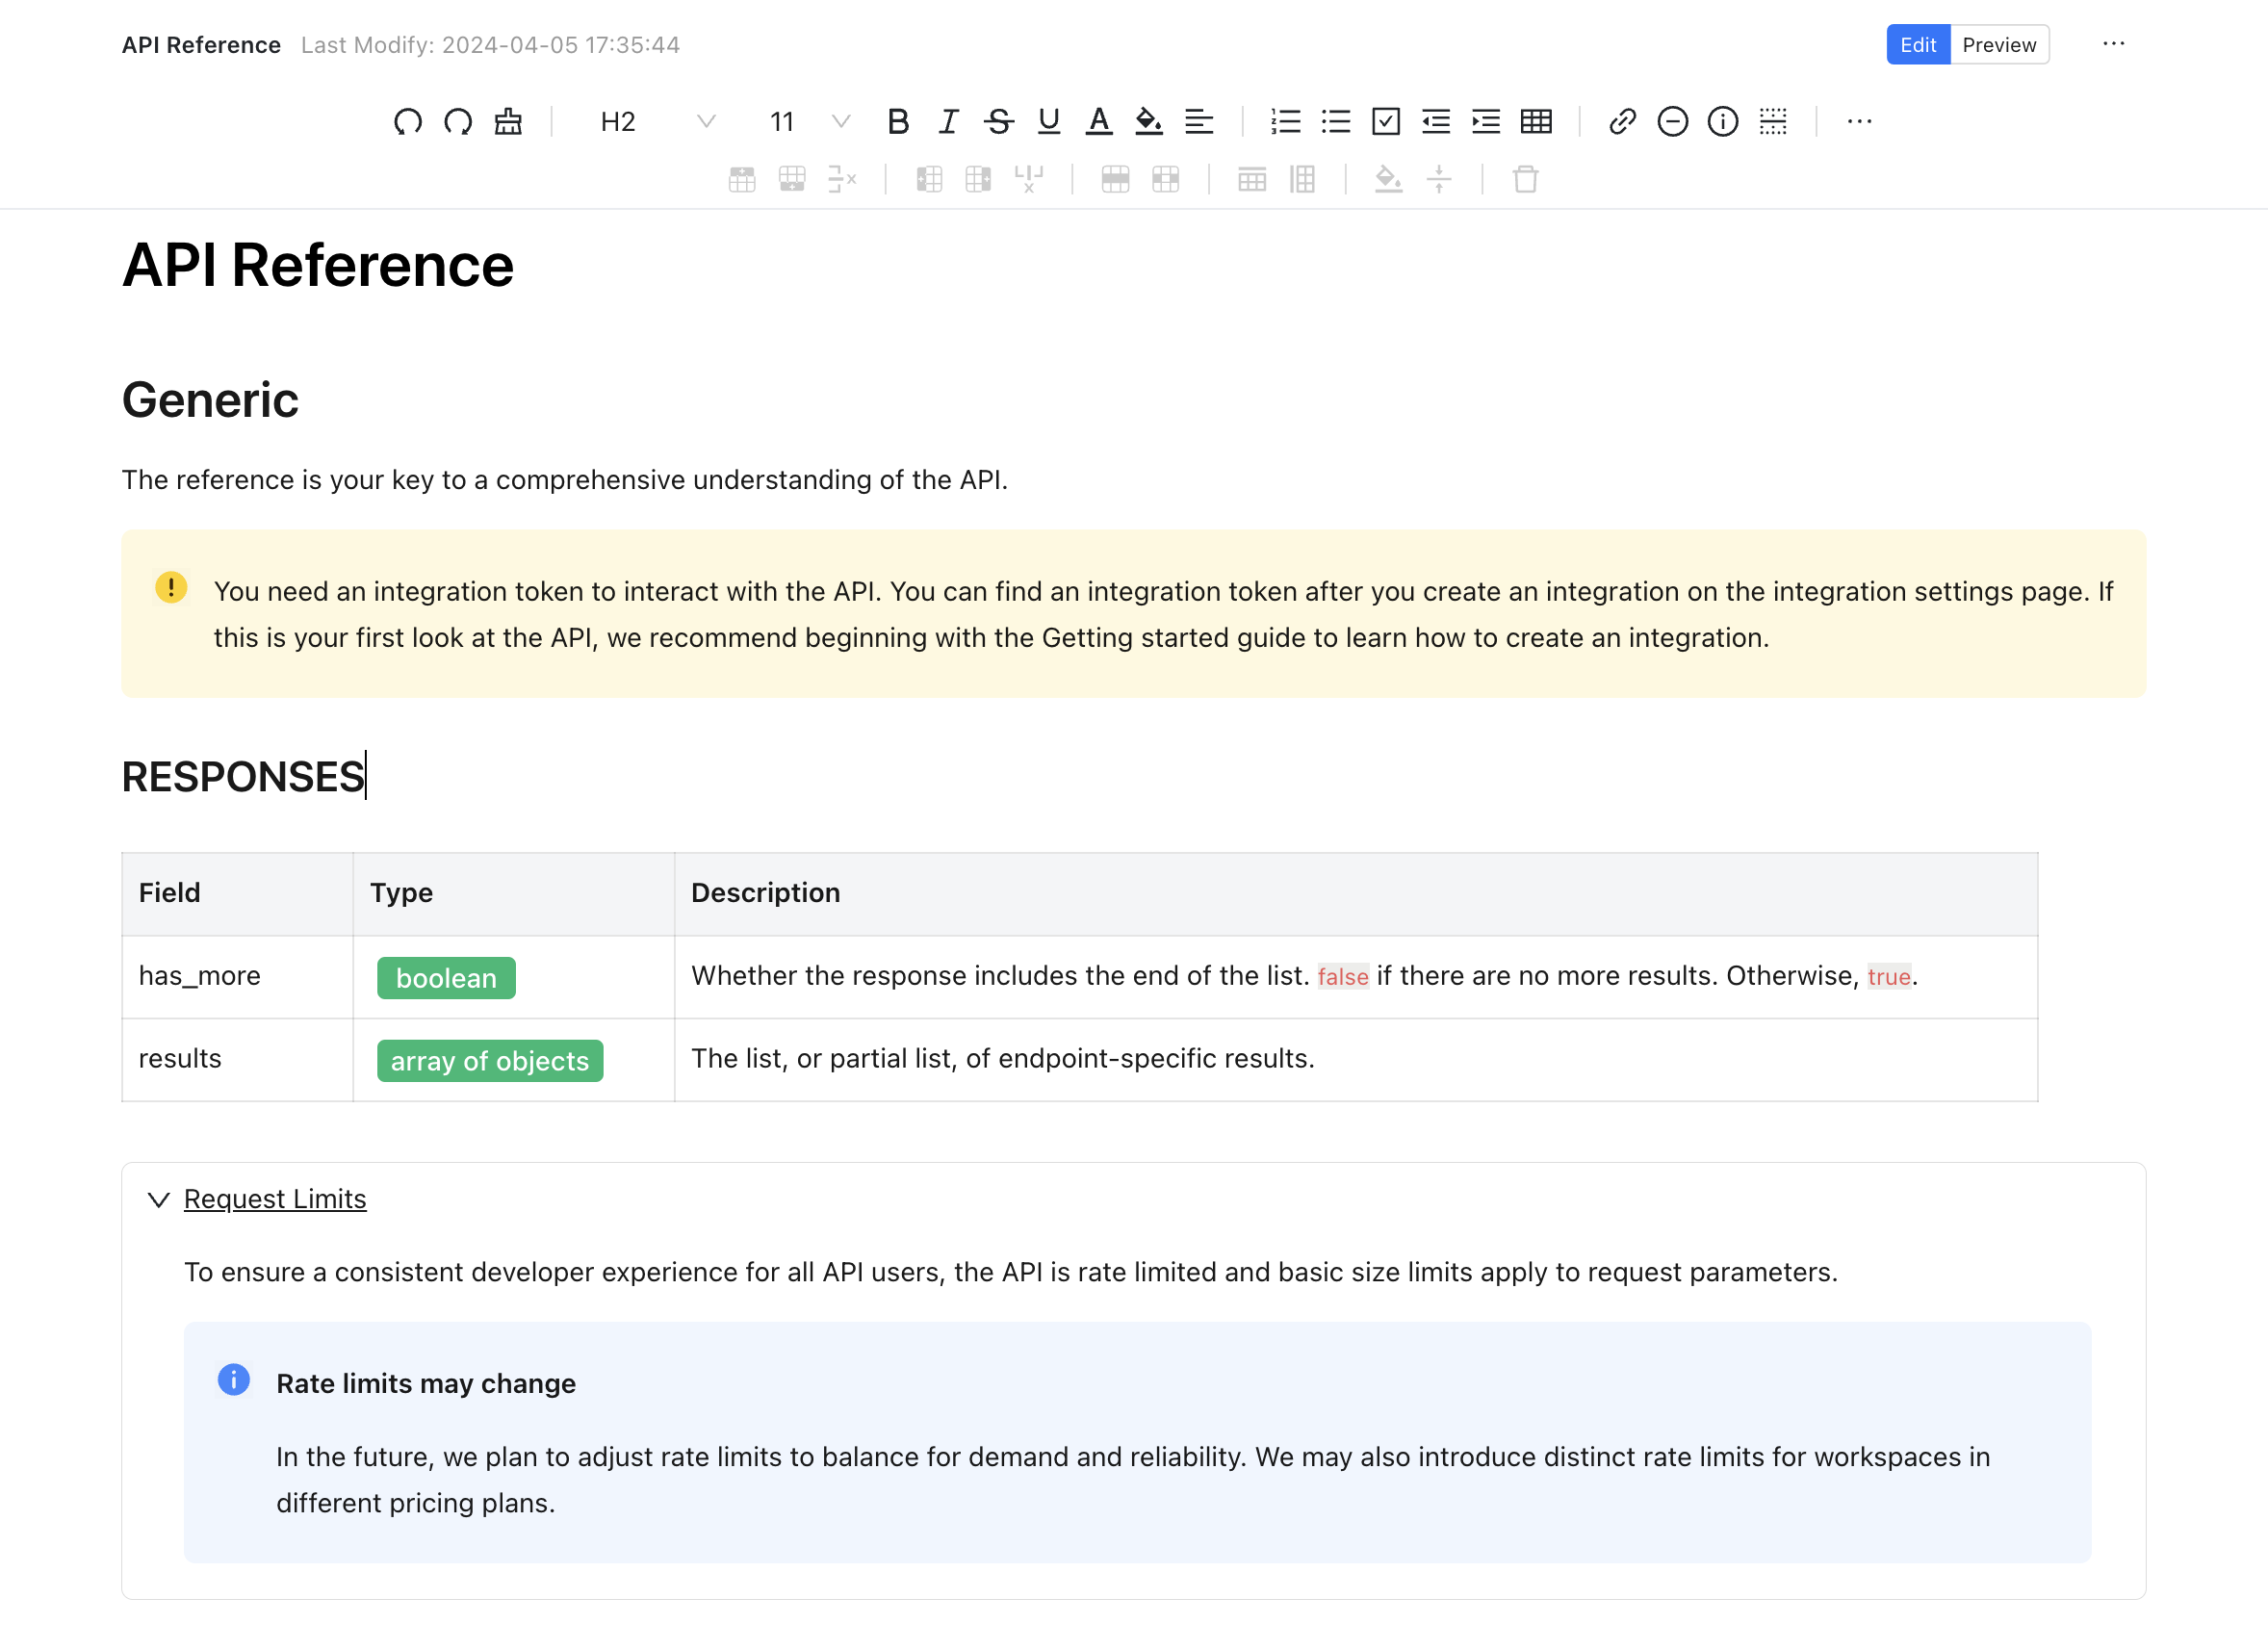 API Reference Last Modify: 2024-04-05 17:35:44 Edit Preview ...
H2 11 B I S U A ...
API Reference
Generic
The reference is your key to a comprehensive understanding of the API.
You need an integration token to interact with the API. You can find an integration token after you create an integration on the integration settings page. If
this is your first look at the API, we recommend beginning with the Getting started guide to learn how to create an integration.
RESPONSES
Field Type Description
has_more boolean Whether the response includes the end of the list. false if there are no more results. Otherwise, true.
results array of objects The list, or partial list, of endpoint-specific results.
Request Limits
To ensure a consistent developer experience for all API users, the API is rate limited and basic size limits apply to request parameters.
Rate limits may change
In the future, we plan to adjust rate limits to balance for demand and reliability. We may also introduce distinct rate limits for workspaces in
different pricing plans.